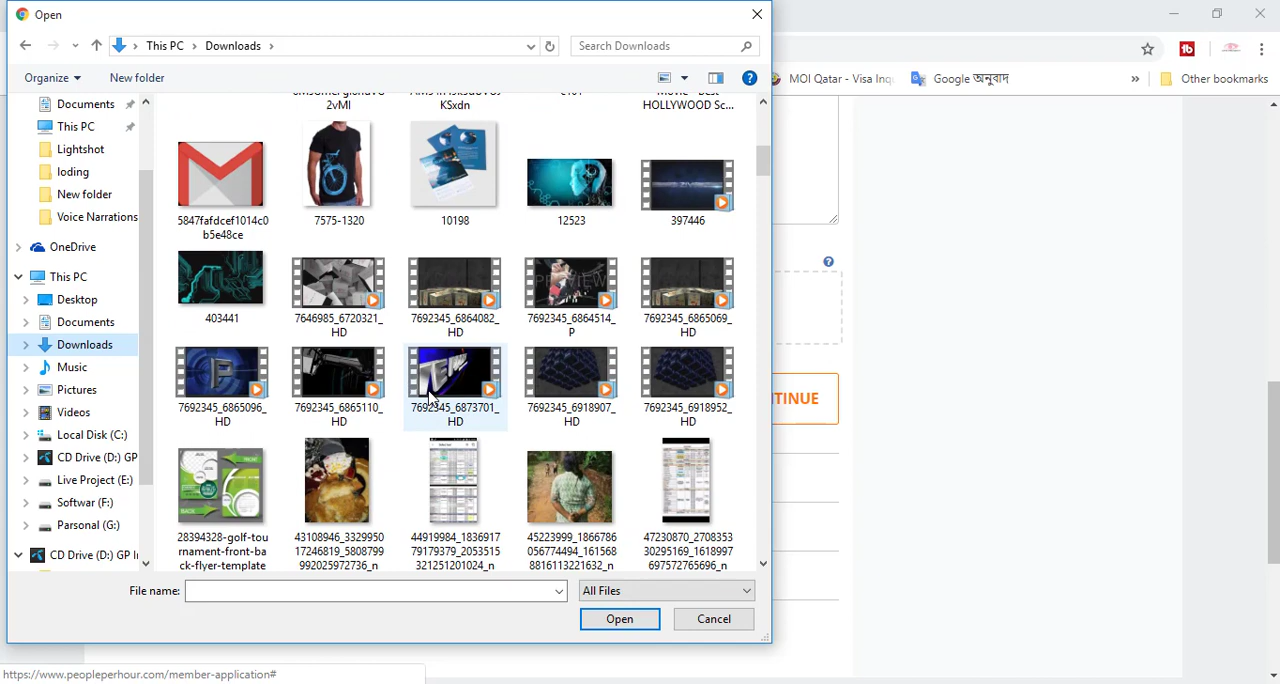 Open
This PC
Downloads
Search Downloads
Organize
New folder
MOI Qatar - Visa Inqu
Google অনুবাদ
»
Other bookmarks
Documents
This PC
Lightshot
loding
New folder
Voice Narrations
OneDrive
This PC
Desktop
Documents
Downloads
Music
Pictures
Videos
Local Disk (C:)
CD Drive (D:) GP
Live Project (E:)
Softwar (F:)
Parsonal (G:)
CD Drive (D:) GP I
2vMI
KSxdn
HOLLYWOOD Sc...
5847fafdcef1014c0
b5e48ce
7575-1320
10198
12523
397446
403441
7646985_6720321_
HD
7692345_6864082_
HD
7692345_6864514_
P
7692345_6865069_
HD
7692345_6865096_
HD
7692345_6865110_
HD
7692345_6873701_
HD
7692345_6918907_
HD
7692345_6918952_
HD
28394328-golf-tou
rnament-front-ba
ck-flyer-template
43108946_3329950
17246819_5808799
992025972736_n
44919984_1836917
79179379_2053515
321251201024_n
45223999_1866786
056774494_161568
8816113221632_n
47230870_2708353
30295169_1618997
697572765696_n
TINUE
File name:
All Files
Open
Cancel
https://www.peopleperhour.com/member-application#